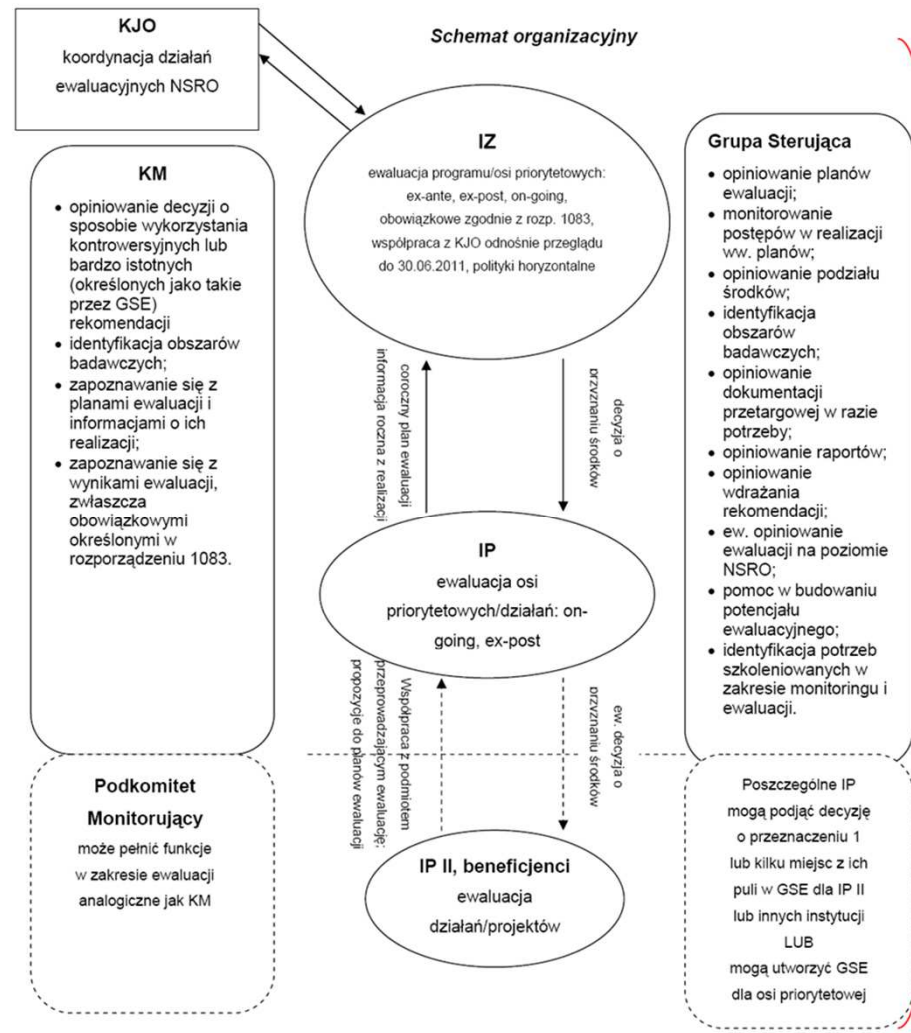 Schemat organizacyjny
KJO
koordynacja działań
ewaluacyjnych NSRO
IZ
ewaluacja programu/osi priorytetowych:
ex-ante, ex-post, on-going,
obowiązkowe zgodnie z rozp. 1083,
współpraca z KJO odnośnie przeglądu
do 30.06.2011, polityki horyzontalne
KM
• opiniowanie decyzji o
sposobie wykorzystania
kontrowersyjnych lub
bardzo istotnych
(określonych jako takie
przez GSE)
rekomendacji
• identyfikacja obszarów
badawczych;
• zapoznawanie się z
planami ewaluacji i
informacjami o ich
realizacji;
• zapoznawanie się z
wynikami ewaluacji,
zwłaszcza
obowiązkowymi
określonymi w
rozporządzeniu 1083.
coroczny plan ewaluacji
informacja roczna z realizacji
decyzja o
przyznaniu środków
Grupa Sterująca
• opiniowanie planów
ewaluacji;
• monitorowanie
postępów w realizacji
ww. planów;
• opiniowanie podziału
środków;
• identyfikacja
obszarów
badawczych;
• opiniowanie
dokumentacji
przetargowej w razie
potrzeby;
• opiniowanie raportów;
• opiniowanie
wdrażania
rekomendacji;
• ew. opiniowanie
ewaluacji na poziomie
NSRO;
• pomoc w budowaniu
potencjału
ewaluacyjnego;
• identyfikacja potrzeb
szkoleniowanych w
zakresie monitoringu i
ewaluacji.
IP
ewaluacja osi
priorytetowych/działań: on-
going, ex-post
Współpraca z podmiotem
przeprowadzającym ewaluację;
propozycje do planów ewaluacji
ew. decyzja o
przyznaniu środków
Podkomitet
Monitorujący
może pełnić funkcje
w zakresie ewaluacji
analogiczne jak KM
IP II, beneficjenci
ewaluacja
działań/projektów
Poszczególne IP
mogą podjąć decyzję
o przeznaczeniu 1
lub kilku miejsc z ich
puli w GSE dla IP II
lub innych instytucji
LUB
mogą utworzyć GSE
dla osi priorytetowej